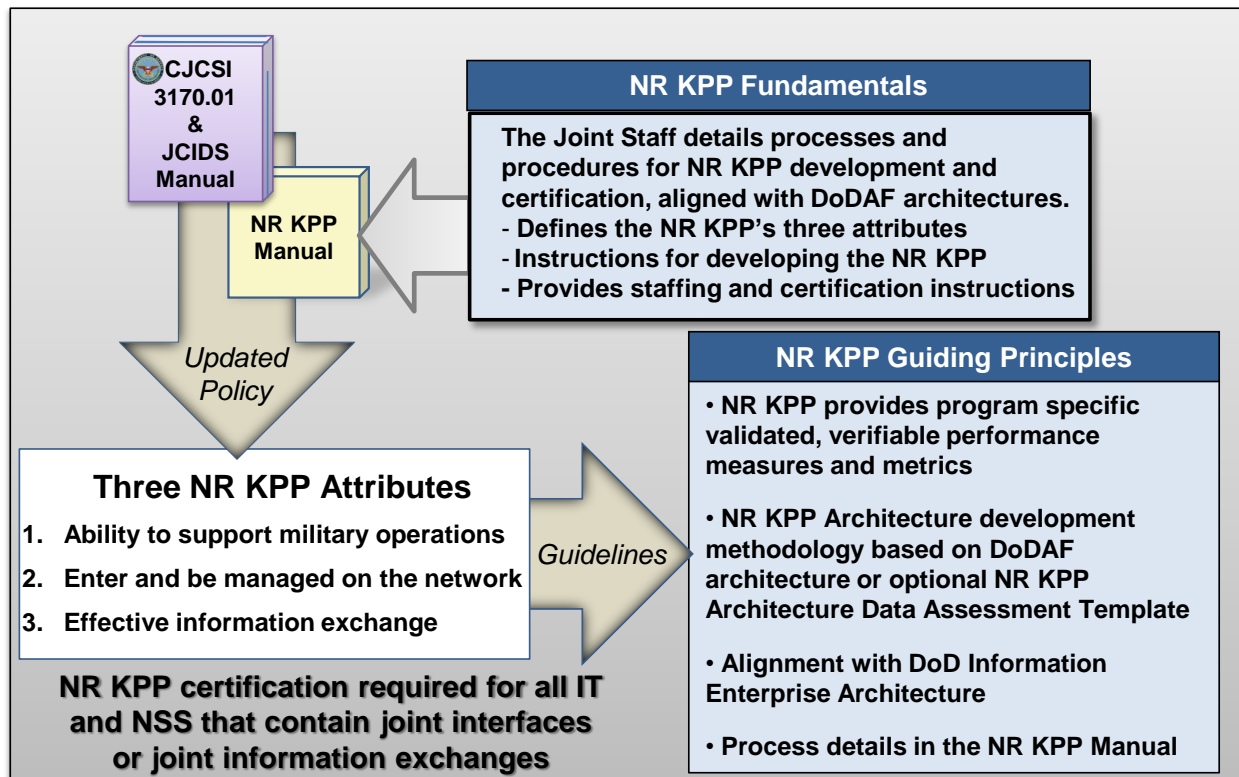 CJCSI
3170.01
&
JCIDS
Manual
NR KPP
Manual
NR KPP Fundamentals
The Joint Staff details processes and
procedures for NR KPP development and
certification, aligned with DoDAF architectures.
- Defines the NR KPP’s three attributes
- Instructions for developing the NR KPP
- Provides staffing and certification instructions
Updated
Policy
Three NR KPP Attributes
1. Ability to support military operations
2. Enter and be managed on the network
3. Effective information exchange
Guidelines
NR KPP Guiding Principles
• NR KPP provides program specific
validated, verifiable performance
measures and metrics
• NR KPP Architecture development
methodology based on DoDAF
architecture or optional NR KPP
Architecture Data Assessment Template
• Alignment with DoD Information
Enterprise Architecture
• Process details in the NR KPP Manual
NR KPP certification required for all IT
and NSS that contain joint interfaces
or joint information exchanges